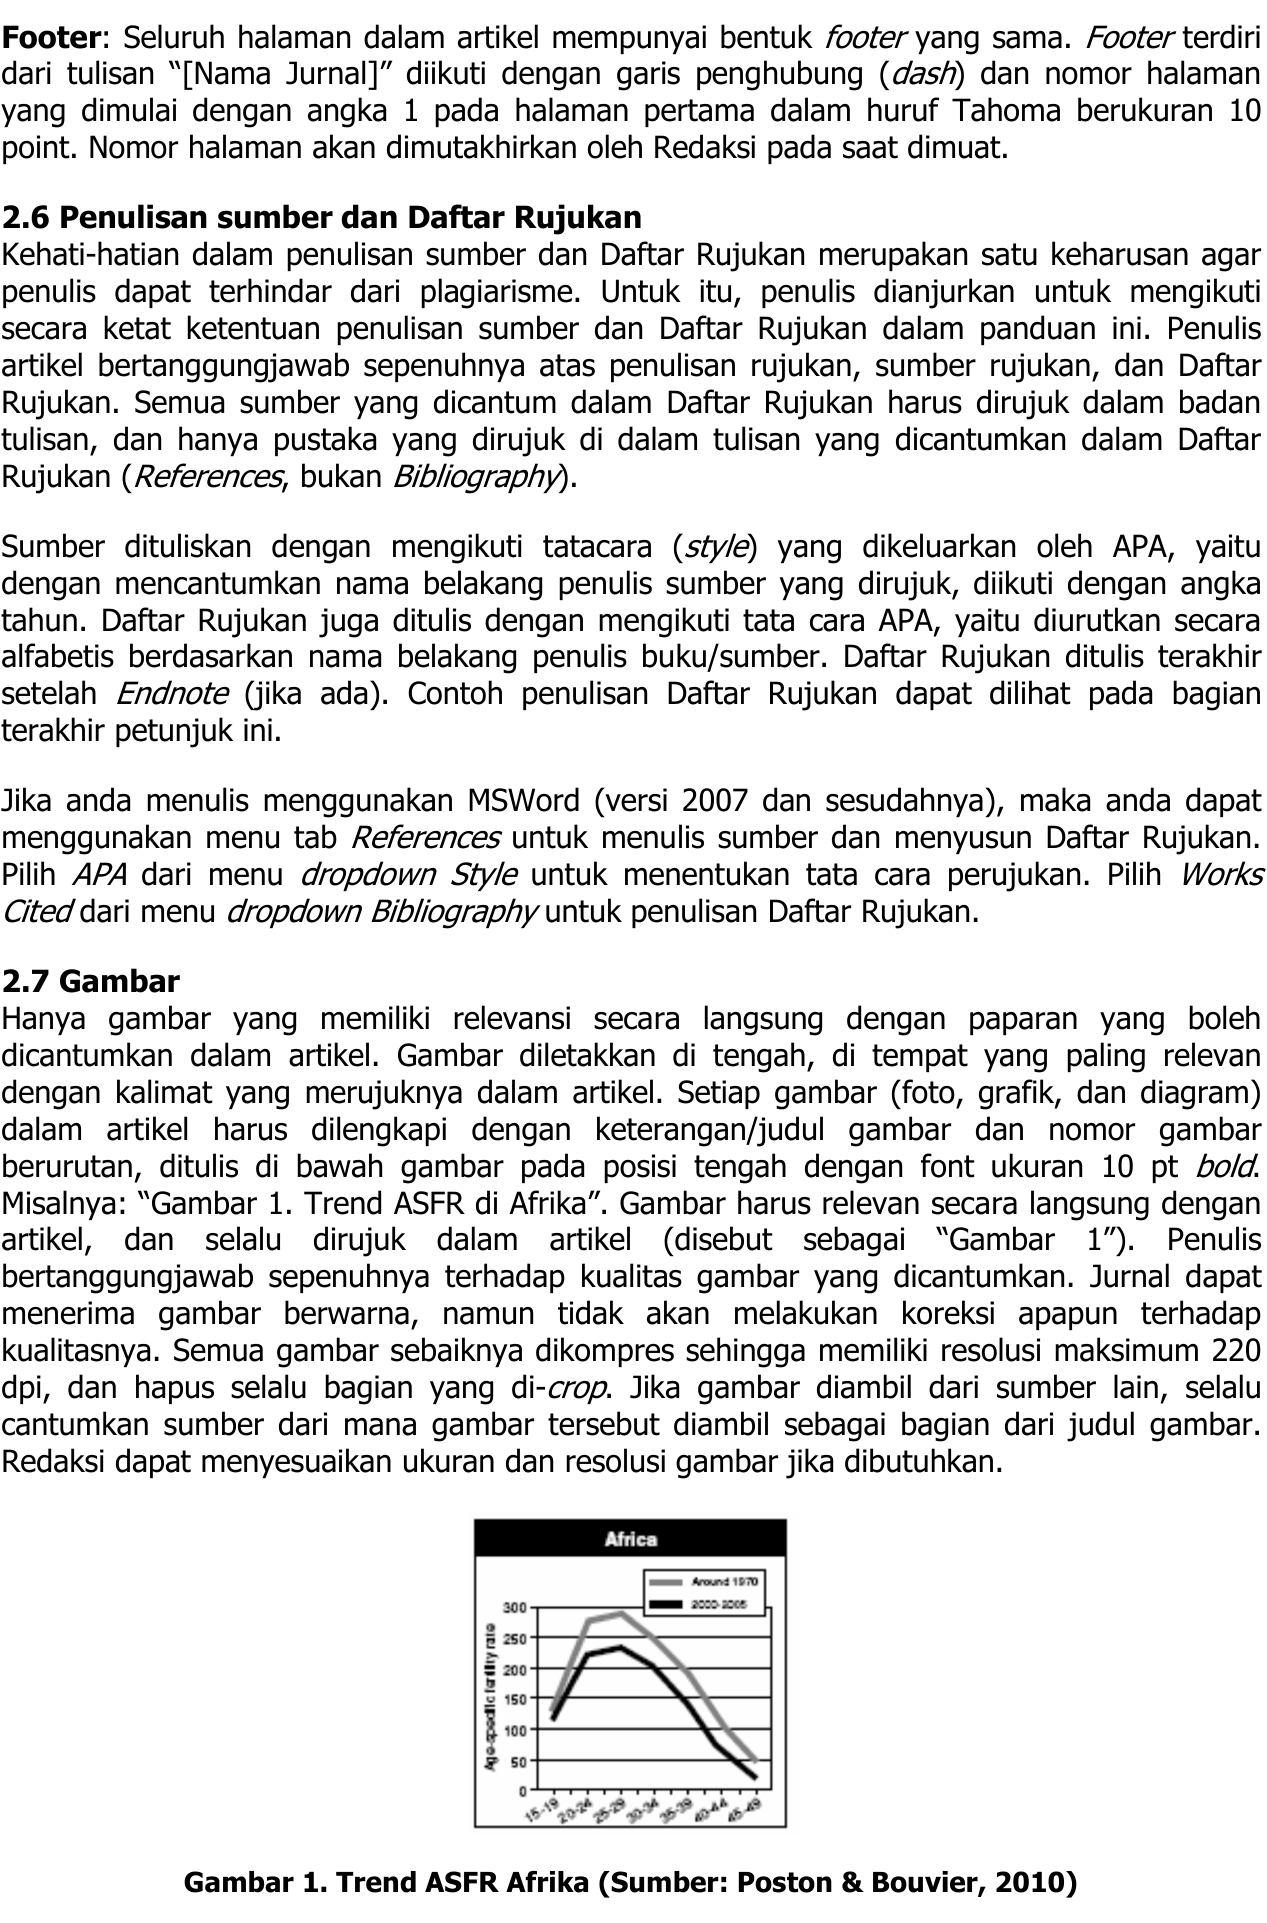 Footer: Seluruh halaman dalam artikel mempunyai bentuk footer yang sama. Footer terdiri
dari tulisan “[Nama Jurnal]” diikuti dengan garis penghubung (dash) dan nomor halaman
yang dimulai dengan angka 1 pada halaman pertama dalam huruf Tahoma berukuran 10
point. Nomor halaman akan dimutakhirkan oleh Redaksi pada saat dimuat.
2.6 Penulisan sumber dan Daftar Rujukan
Kehati-hatian dalam penulisan sumber dan Daftar Rujukan merupakan satu keharusan agar
penulis dapat terhindar dari plagiarisme. Untuk itu, penulis dianjurkan untuk mengikuti
secara ketat ketentuan penulisan sumber dan Daftar Rujukan dalam panduan ini. Penulis
artikel bertanggungjawab sepenuhnya atas penulisan rujukan, sumber rujukan, dan Daftar
Rujukan. Semua sumber yang dicantum dalam Daftar Rujukan harus dirujuk dalam badan
tulisan, dan hanya pustaka yang dirujuk di dalam tulisan yang dicantumkan dalam Daftar
Rujukan (References, bukan Bibliography).
Sumber dituliskan dengan mengikuti tatacara (style) yang dikeluarkan oleh APA, yaitu
dengan mencantumkan nama belakang penulis sumber yang dirujuk, diikuti dengan angka
tahun. Daftar Rujukan juga ditulis dengan mengikuti tata cara APA, yaitu diurutkan secara
alfabetis berdasarkan nama belakang penulis buku/sumber. Daftar Rujukan ditulis terakhir
setelah Endnote (jika ada). Contoh penulisan Daftar Rujukan dapat dilihat pada bagian
terakhir petunjuk ini.
Jika anda menulis menggunakan MSWord (versi 2007 dan sesudahnya), maka anda dapat
menggunakan menu tab References untuk menulis sumber dan menyusun Daftar Rujukan.
Pilih APA dari menu dropdown Style untuk menentukan tata cara perujukan. Pilih Works
Cited dari menu dropdown Bibliography untuk penulisan Daftar Rujukan.
2.7 Gambar
Hanya gambar yang memiliki relevansi secara langsung dengan paparan yang boleh
dicantumkan dalam artikel. Gambar diletakkan di tengah, di tempat yang paling relevan
dengan kalimat yang merujuknya dalam artikel. Setiap gambar (foto, grafik, dan diagram)
dalam artikel harus dilengkapi dengan keterangan/judul gambar dan nomor gambar
berurutan, ditulis di bawah gambar pada posisi tengah dengan font ukuran 10 pt bold.
Misalnya: “Gambar 1. Trend ASFR di Afrika”. Gambar harus relevan secara langsung dengan
artikel, dan selalu dirujuk dalam artikel (disebut sebagai “Gambar 1”). Penulis
bertanggungjawab sepenuhnya terhadap kualitas gambar yang dicantumkan. Jurnal dapat
menerima gambar berwarna, namun tidak akan melakukan koreksi apapun terhadap
kualitasnya. Semua gambar sebaiknya dikompres sehingga memiliki resolusi maksimum 220
dpi, dan hapus selalu bagian yang di-crop. Jika gambar diambil dari sumber lain, selalu
cantumkan sumber dari mana gambar tersebut diambil sebagai bagian dari judul gambar.
Redaksi dapat menyesuaikan ukuran dan resolusi gambar jika dibutuhkan.
Africa
Around 1970
2000-2005
Age-specific fertility rate
300
250
200
150
100
50
0
15-19 20-24 25-29 30-34 35-39 40-44 45-49
Gambar 1. Trend ASFR Afrika (Sumber: Poston & Bouvier, 2010)